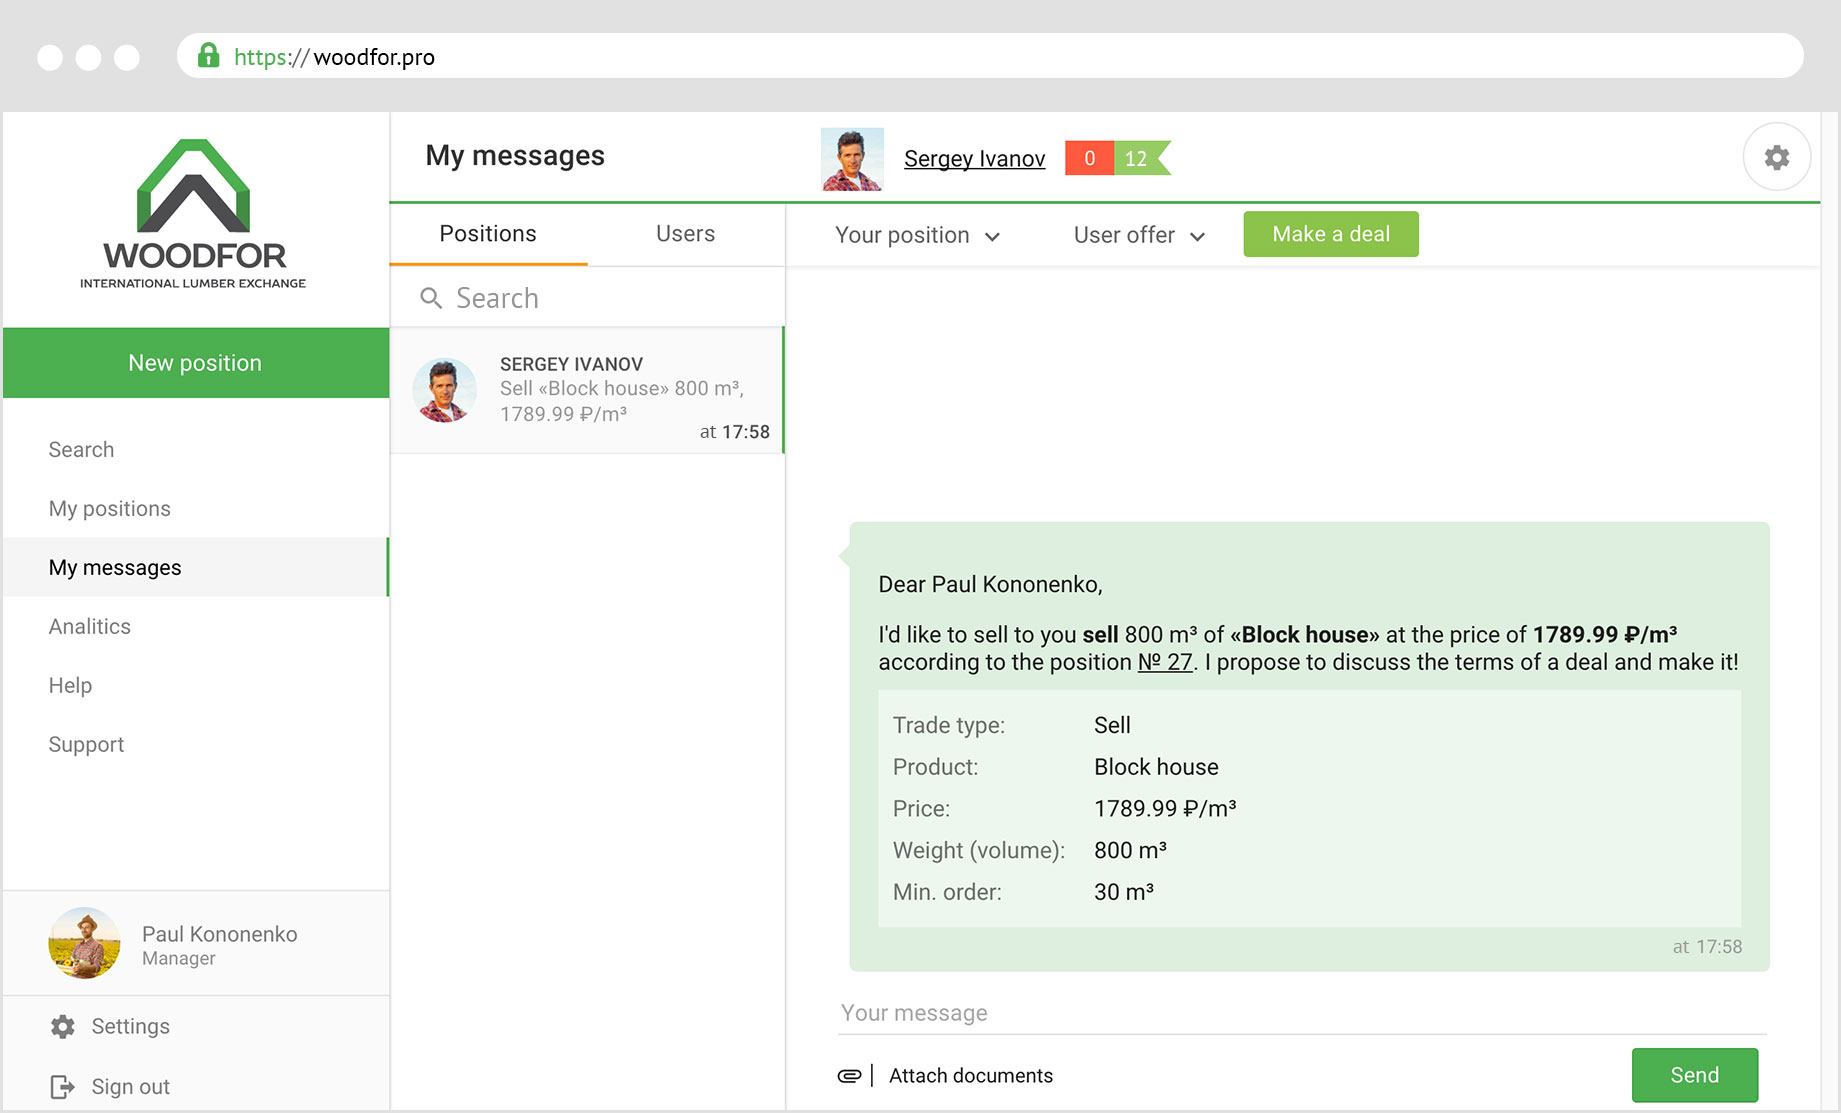 https://woodfor.pro
WOODFOR
INTERNATIONAL LUMBER EXCHANGE
New position
Search
My positions
My messages
Analitics
Help
Support
Paul Kononenko
Manager
Settings
Sign out
My messages
Positions
Users
Search
SERGEY IVANOV
Sell «Block house» 800 m³,
1789.99 ₽/m³
at 17:58
Sergey Ivanov
0 12
Your position
User offer
Make a deal
Dear Paul Kononenko,
I'd like to sell to you sell 800 m³ of «Block house» at the price of 1789.99 ₽/m³
according to the position № 27. I propose to discuss the terms of a deal and make it!
Trade type: Sell
Product: Block house
Price: 1789.99 ₽/m³
Weight (volume): 800 m³
Min. order: 30 m³
at 17:58
Your message
Attach documents
Send